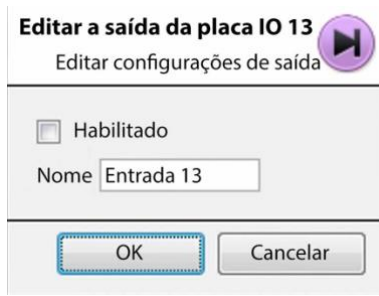 Editar a saída da placa IO 13
Editar configurações de saída
Habilitado
Nome Entrada 13
OK Cancelar